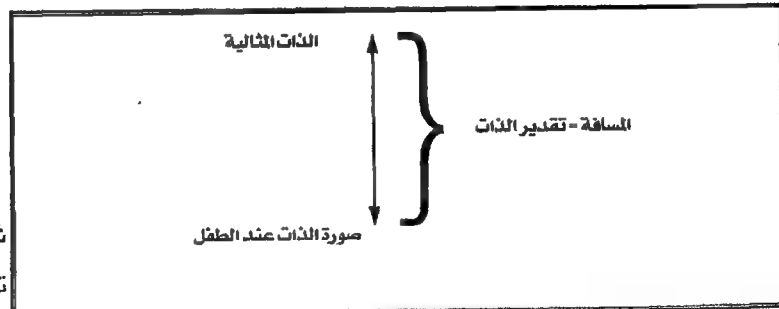 الذات المثالية
المسافة = تقدير الذات
صورة الذات عند الطفل